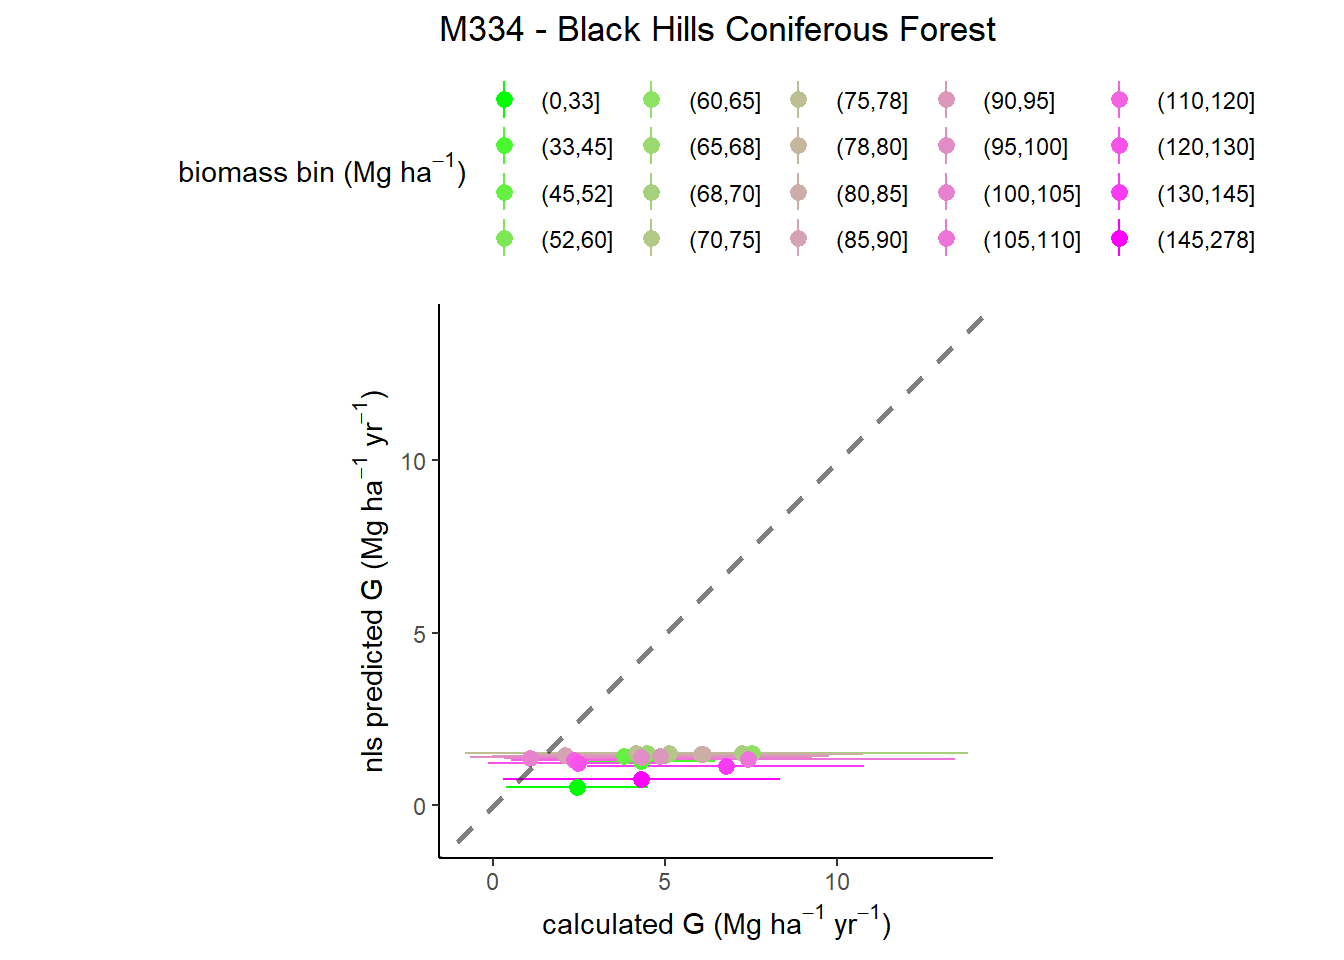 M334 - Black Hills Coniferous Forest
biomass bin (Mg ha−1)
(0,33] (60,65] (75,78] (90,95] (110,120]
(33,45] (65,68] (78,80] (95,100] (120,130]
(45,52] (68,70] (80,85] (100,105] (130,145]
(52,60] (70,75] (85,90] (105,110] (145,278]
nls predicted G (Mg ha−1 yr−1)
10
5
0
0 5 10
calculated G (Mg ha−1 yr−1)